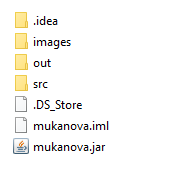 .idea
images
out
src
.DS_Store
mukanova.iml
mukanova.jar